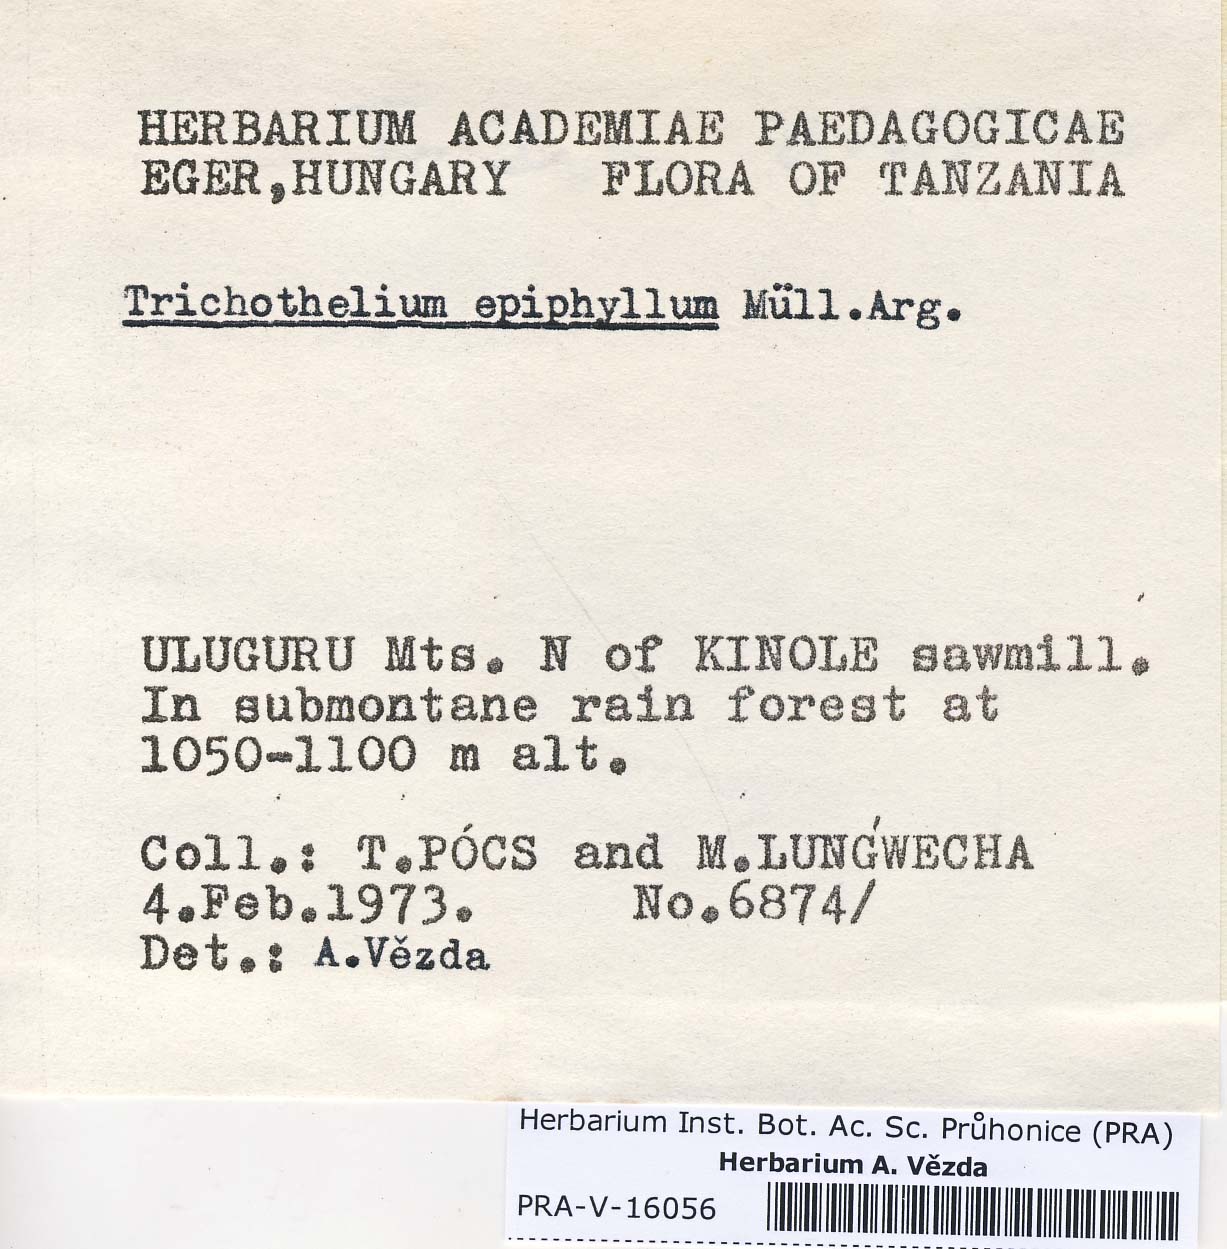 HERBARIUM ACADEMIAE PAEDAGOGICAE
EGER,HUNGARY FLORA OF TANZANIA
Trichothelium epiphyllum Müll.Arg.
ULUGURU Mts. N of KINOLE sawmill.
In submontane rain forest at
1050-1100 m alt.
Coll.: T.PÓCS and M.LUNǴWECHA
4.Feb.1973. No.6874/
Det.: A.Vězda
Herbarium Inst. Bot. Ac. Sc. Průhonice (PRA)
Herbarium A. Vězda
PRA-V-16056